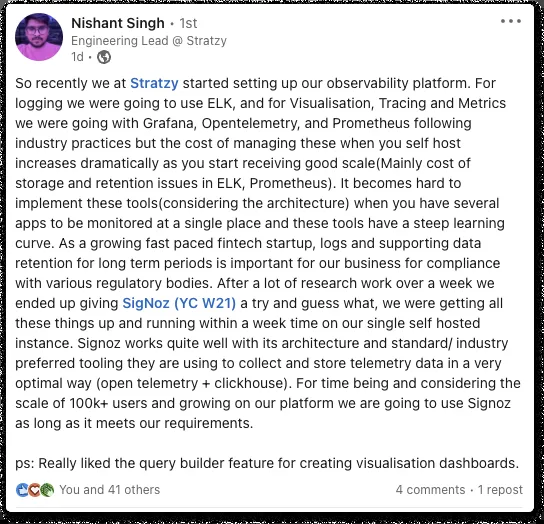 Nishant Singh • 1st
Engineering Lead @ Stratzy
1d •
So recently we at Stratzy started setting up our observability platform. For
logging we were going to use ELK, and for Visualisation, Tracing and Metrics
we were going with Grafana, Opentelemetry, and Prometheus following
industry practices but the cost of managing these when you self host
increases dramatically as you start receiving good scale(Mainly cost of
storage and retention issues in ELK, Prometheus). It becomes hard to
implement these tools(considering the architecture) when you have several
apps to be monitored at a single place and these tools have a steep learning
curve. As a growing fast paced fintech startup, logs and supporting data
retention for long term periods is important for our business for compliance
with various regulatory bodies. After a lot of research work over a week we
ended up giving SigNoz (YC W21) a try and guess what, we were getting all
these things up and running within a week time on our single self hosted
instance. Signoz works quite well with its architecture and standard/ industry
preferred tooling they are using to collect and store telemetry data in a very
optimal way (open telemetry + clickhouse). For time being and considering the
scale of 100k+ users and growing on our platform we are going to use Signoz
as long as it meets our requirements.
ps: Really liked the query builder feature for creating visualisation dashboards.
You and 41 others
4 comments • 1 repost